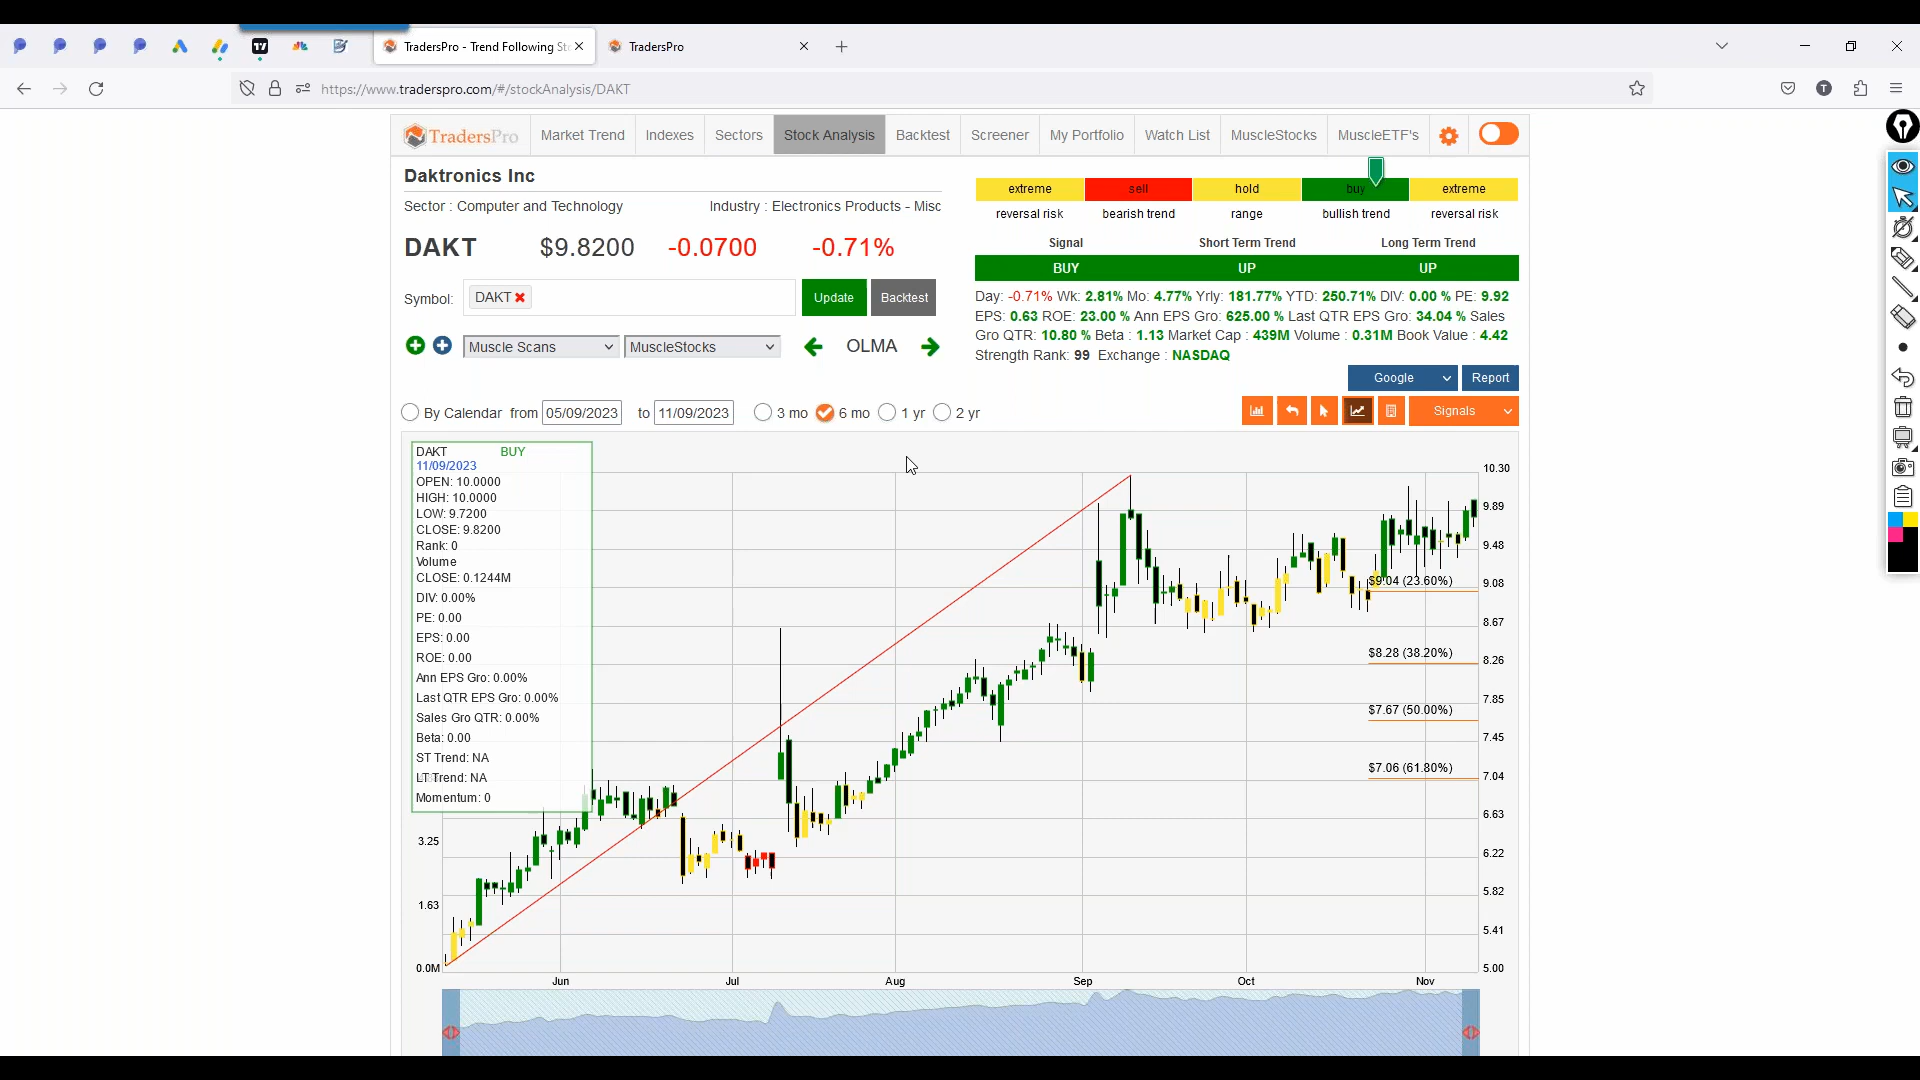 TradersPro - Trend Following Sto
TradersPro
https://www.traderspro.com/#/stockAnalysis/DAKT
TradersPro
Market Trend
Indexes
Sectors
Stock Analysis
Backtest
Screener
My Portfolio
Watch List
MuscleStocks
MuscleETF's
Daktronics Inc
Sector : Computer and Technology
Industry : Electronics Products - Misc
DAKT $9.8200 -0.0700 -0.71%
Symbol: DAKT Update Backtest
Muscle Scans MuscleStocks OLMA
extreme sell hold buy extreme
reversal risk bearish trend range bullish trend reversal risk
Signal Short Term Trend Long Term Trend
BUY UP UP
Day: -0.71% Wk: 2.81% Mo: 4.77% Yrly: 181.77% YTD: 250.71% DIV: 0.00 % PE: 9.92
EPS: 0.63 ROE: 23.00 % Ann EPS Gro: 625.00 % Last QTR EPS Gro: 34.04 % Sales
Gro QTR: 10.80 % Beta : 1.13 Market Cap : 439M Volume : 0.31M Book Value : 4.42
Strength Rank: 99 Exchange : NASDAQ
Google Report
By Calendar from 05/09/2023 to 11/09/2023 3 mo 6 mo 1 yr 2 yr
Signals
DAKT BUY
11/09/2023
OPEN: 10.0000
HIGH: 10.0000
LOW: 9.7200
CLOSE: 9.8200
Rank: 0
Volume
CLOSE: 0.1244M
DIV: 0.00%
PE: 0.00
EPS: 0.00
ROE: 0.00
Ann EPS Gro: 0.00%
Last QTR EPS Gro: 0.00%
Sales Gro QTR: 0.00%
Beta: 0.00
ST Trend: NA
LT Trend: NA
Momentum: 0
3.25
1.63
0.0M
$9.04 (23.60%)
$8.28 (38.20%)
$7.67 (50.00%)
$7.06 (61.80%)
10.30
9.89
9.48
9.08
8.67
8.26
7.85
7.45
7.04
6.63
6.22
5.82
5.41
5.00
Jun Jul Aug Sep Oct Nov